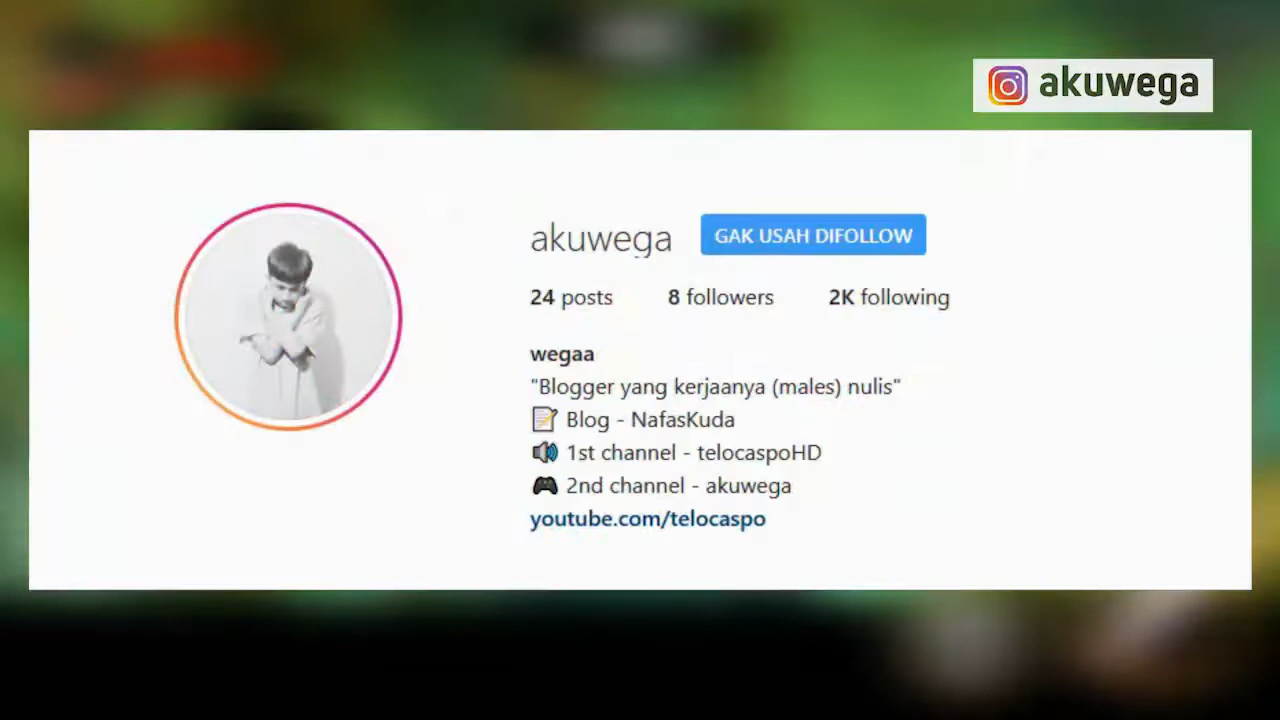 akuwega
akuwega GAK USAH DIFOLLOW
24 posts 8 followers 2K following
wegaa
"Blogger yang kerjaanya (males) nulis"
Blog - NafasKuda
1st channel - telocaspoHD
2nd channel - akuwega
youtube.com/telocaspo